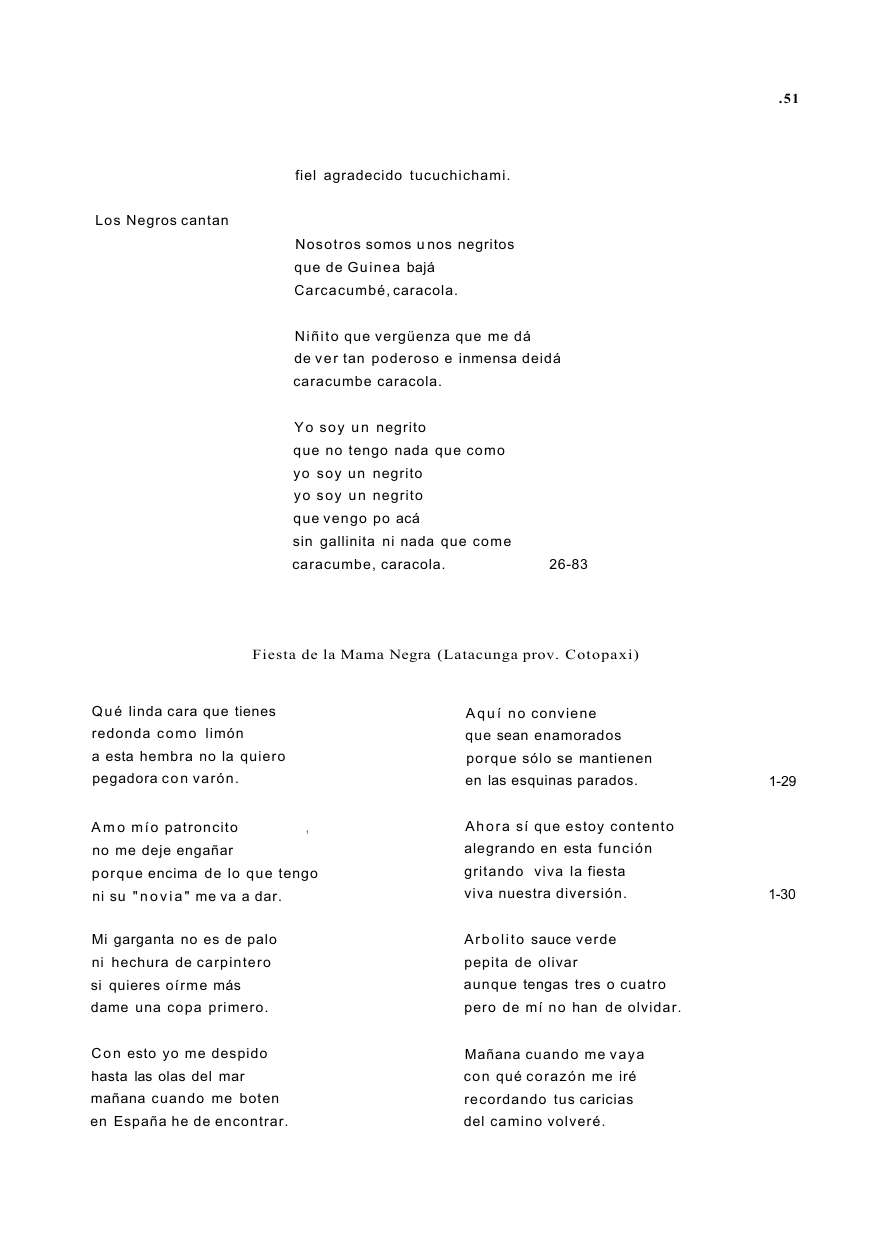 .51
fiel agradecido tucuchichami.
Los Negros cantan
Nosotros somos unos negritos
que de Guinea bajá
Carcacumbé, caracola.
Niñito que vergüenza que me dá
de ver tan poderoso e inmensa deidá
caracumbe caracola.
Yo soy un negrito
que no tengo nada que como
yo soy un negrito
yo soy un negrito
que vengo po acá
sin gallinita ni nada que come
caracumbe, caracola. 26-83
Fiesta de la Mama Negra (Latacunga prov. Cotopaxi)
Qué linda cara que tienes
redonda como limón
a esta hembra no la quiero
pegadora con varón.
Amo mío patroncito ,
no me deje engañar
porque encima de lo que tengo
ni su "novia" me va a dar.
Mi garganta no es de palo
ni hechura de carpintero
si quieres oírme más
dame una copa primero.
Con esto yo me despido
hasta las olas del mar
mañana cuando me boten
en España he de encontrar.
Aquí no conviene
que sean enamorados
porque sólo se mantienen
en las esquinas parados. 1-29
Ahora sí que estoy contento
alegrando en esta función
gritando viva la fiesta
viva nuestra diversión. 1-30
Arbolito sauce verde
pepita de olivar
aunque tengas tres o cuatro
pero de mí no han de olvidar.
Mañana cuando me vaya
con qué corazón me iré
recordando tus caricias
del camino volveré.